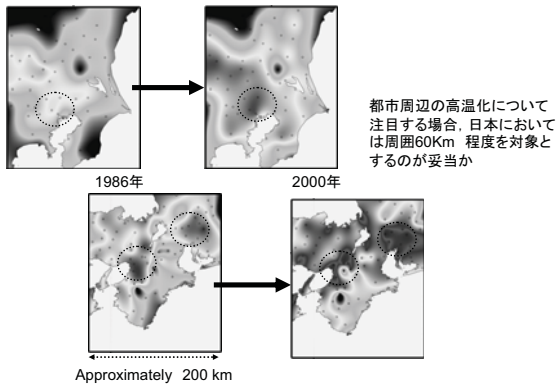 都市周辺の高温化について
注目する場合, 日本において
は周囲60Km 程度を対象と
するのが妥当か
1986年
2000年
Approximately 200 km